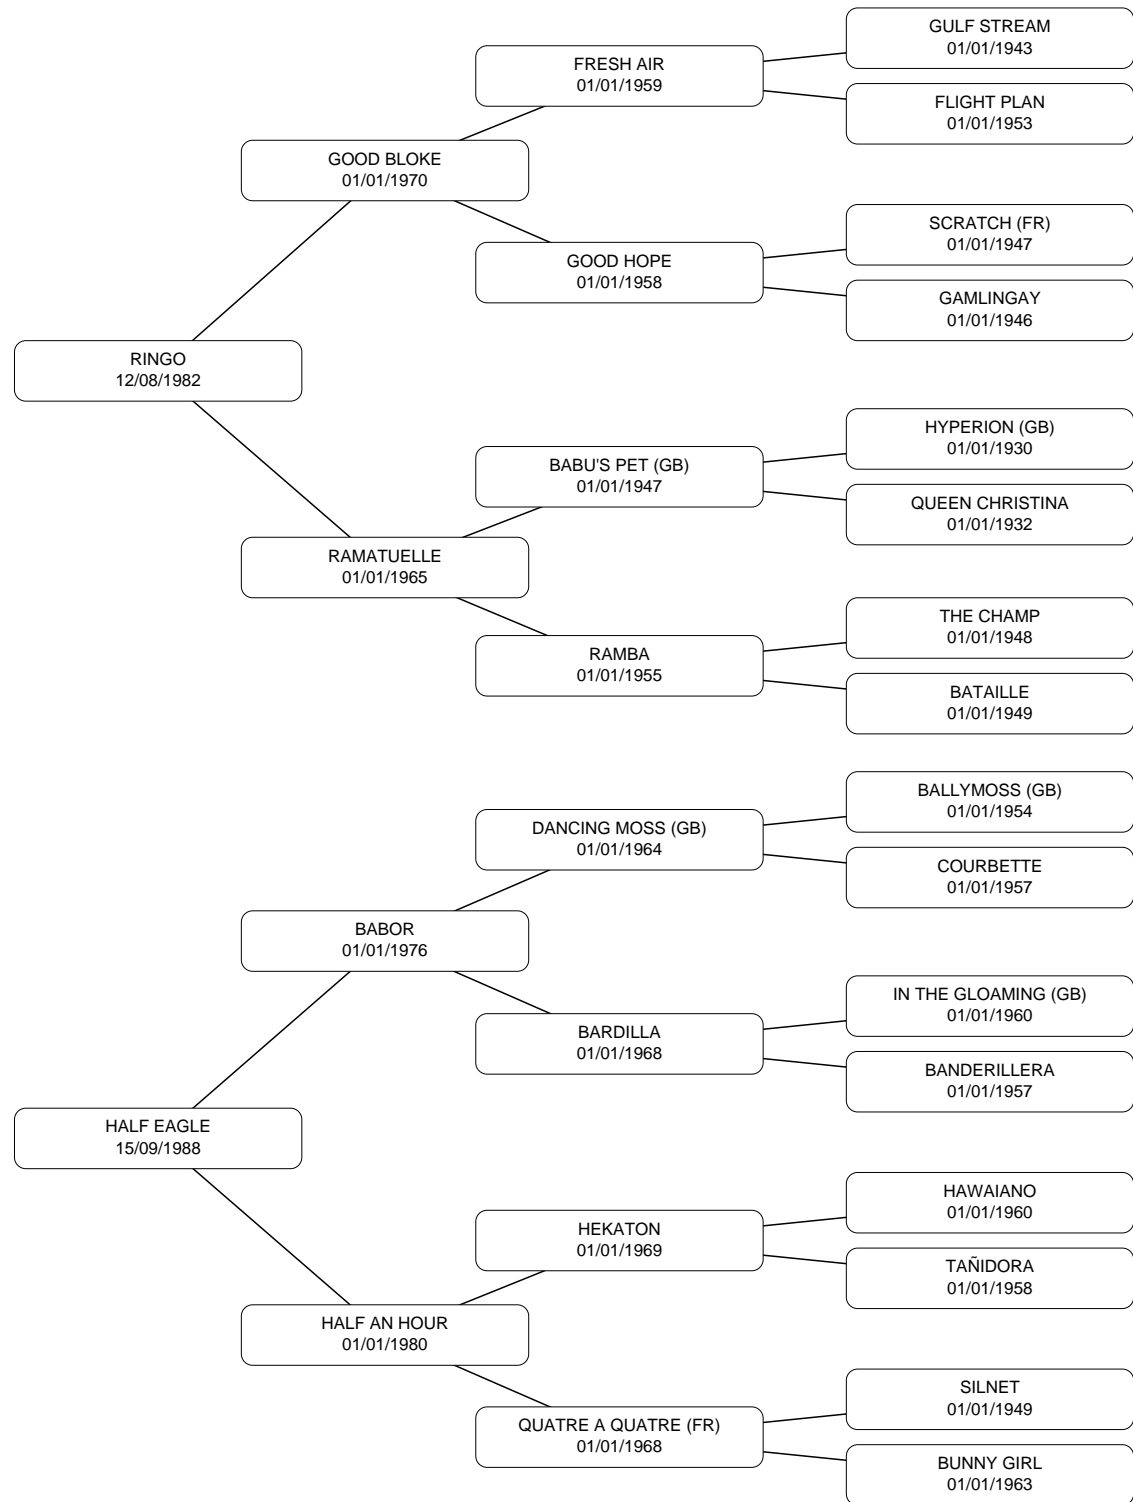 GULF STREAM
01/01/1943
FRESH AIR
01/01/1959
FLIGHT PLAN
01/01/1953
GOOD BLOKE
01/01/1970
SCRATCH (FR)
01/01/1947
GOOD HOPE
01/01/1958
GAMLINGAY
01/01/1946
RINGO
12/08/1982
HYPERION (GB)
01/01/1930
BABU'S PET (GB)
01/01/1947
QUEEN CHRISTINA
01/01/1932
RAMATUELLE
01/01/1965
THE CHAMP
01/01/1948
RAMBA
01/01/1955
BATAILLE
01/01/1949
BALLYMOSS (GB)
01/01/1954
DANCING MOSS (GB)
01/01/1964
COURBETTE
01/01/1957
BABOR
01/01/1976
IN THE GLOAMING (GB)
01/01/1960
BARDILLA
01/01/1968
BANDERILLERA
01/01/1957
HALF EAGLE
15/09/1988
HAWAIANO
01/01/1960
HEKATON
01/01/1969
TAÑIDORA
01/01/1958
HALF AN HOUR
01/01/1980
SILNET
01/01/1949
QUATRE A QUATRE (FR)
01/01/1968
BUNNY GIRL
01/01/1963